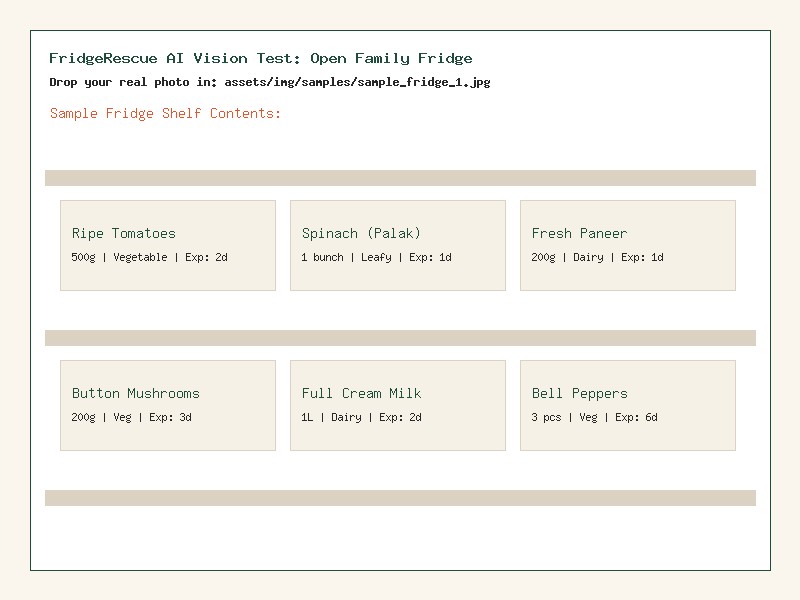 FridgeRescue AI Vision Test: Open Family Fridge
Drop your real photo in: assets/img/samples/sample_fridge_1.jpg
Sample Fridge Shelf Contents:
Ripe Tomatoes
500g | Vegetable | Exp: 2d
Spinach (Palak)
1 bunch | Leafy | Exp: 1d
Fresh Paneer
200g | Dairy | Exp: 1d
Button Mushrooms
200g | Veg | Exp: 3d
Full Cream Milk
1L | Dairy | Exp: 2d
Bell Peppers
3 pcs | Veg | Exp: 6d